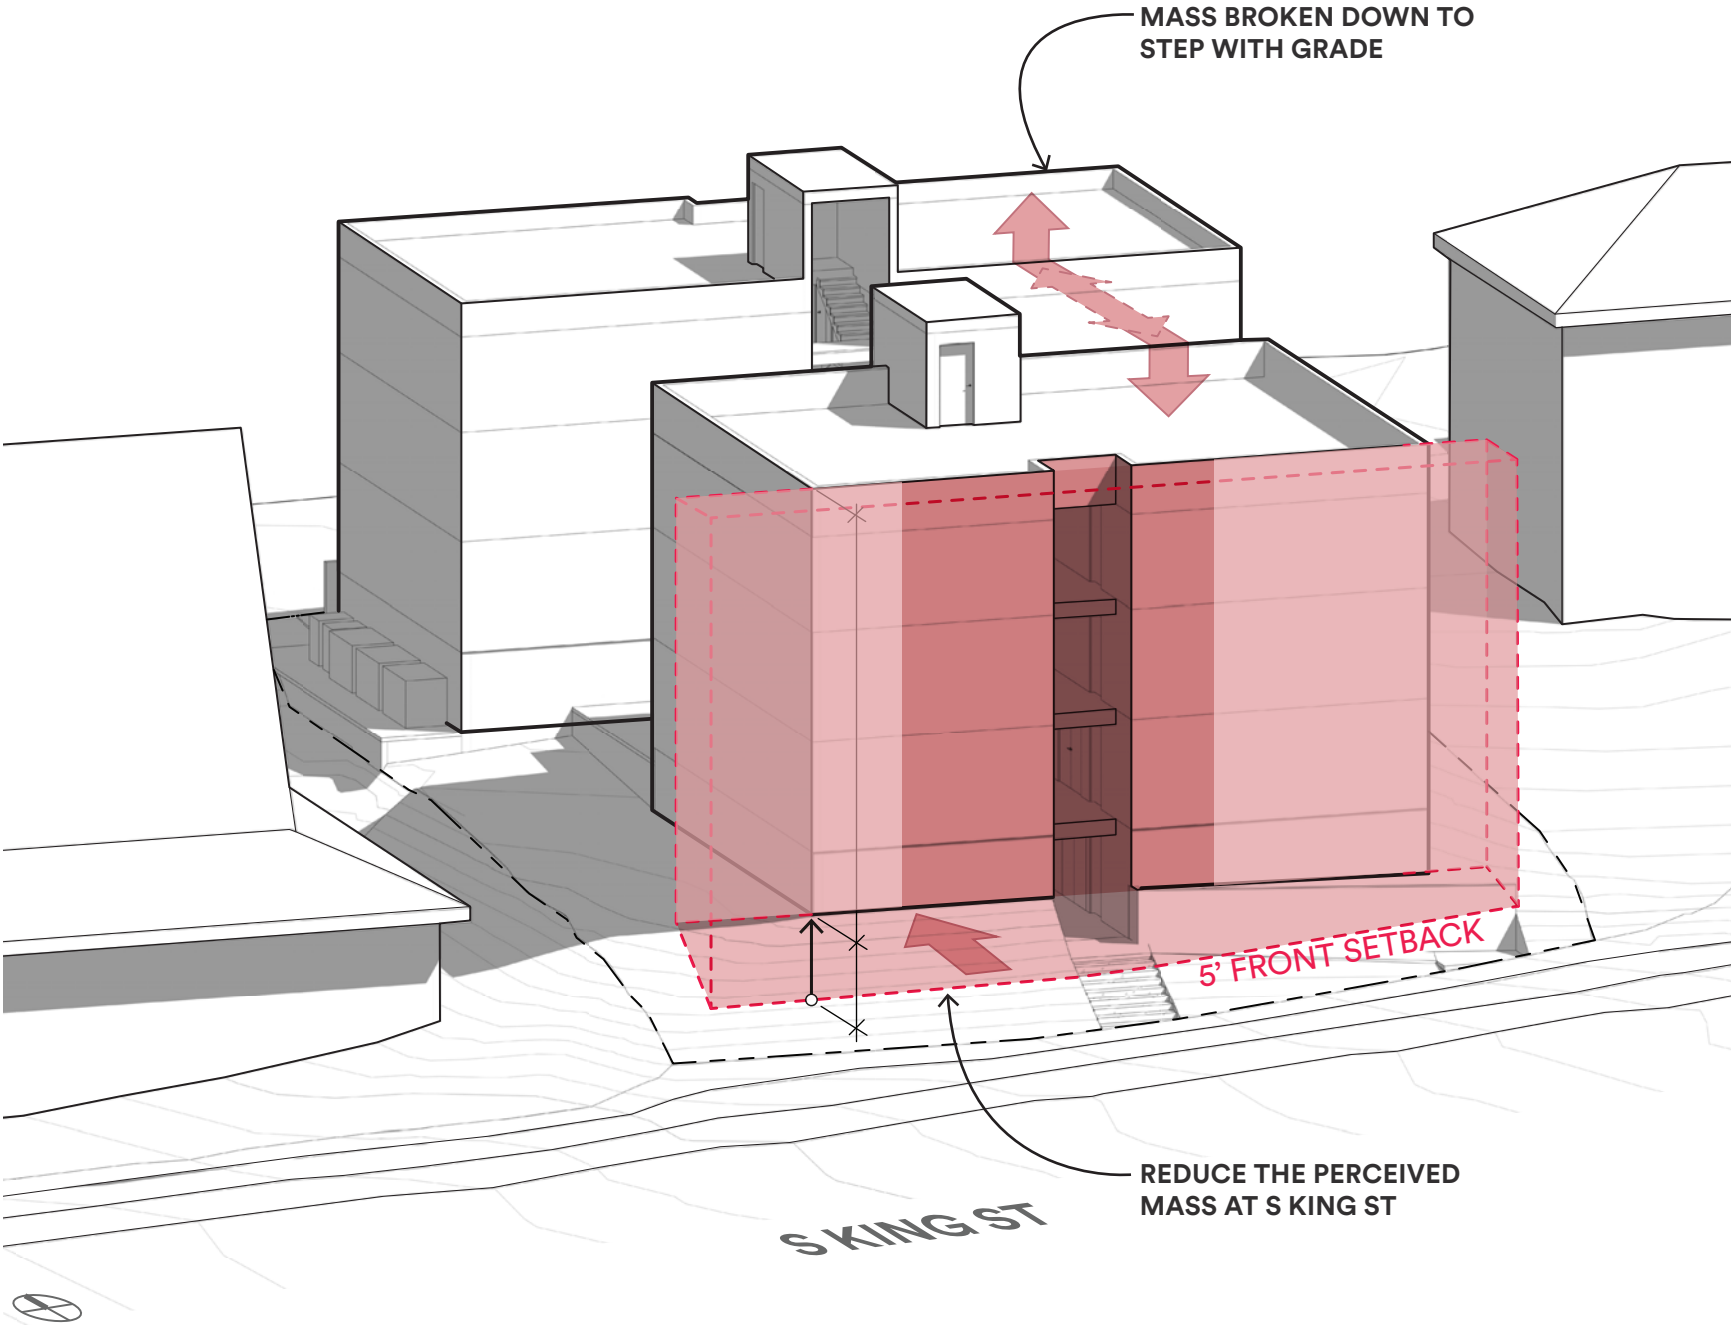 MASS BROKEN DOWN TO
STEP WITH GRADE
5' FRONT SETBACK
REDUCE THE PERCEIVED
MASS AT S KING ST
S KING ST